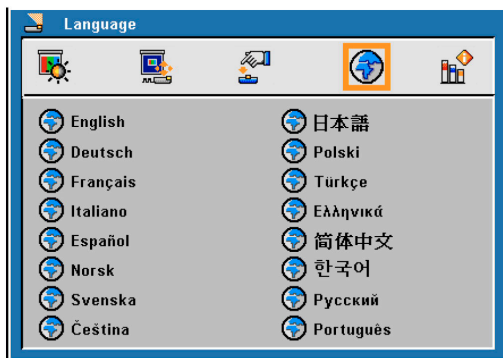 Language
English
Deutsch
Français
Italiano
Español
Norsk
Svenska
Čeština
日本語
Polski
Türkçe
Ελληνικά
简体中文
한국어
Русский
Português